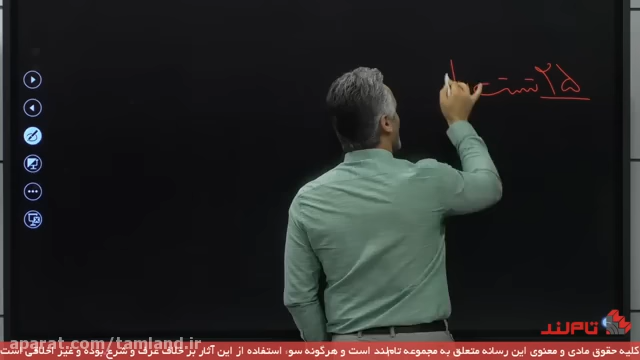 ۲۵ تست
تاملند
کلیه حقوق مادی و معنوی این رسانه متعلق به مجموعه تاملند است و هرگونه سوء استفاده از این آثار بر خلاف عرف و شرع بوده و غیر اخلاقی است
aparat.com/tamland.ir